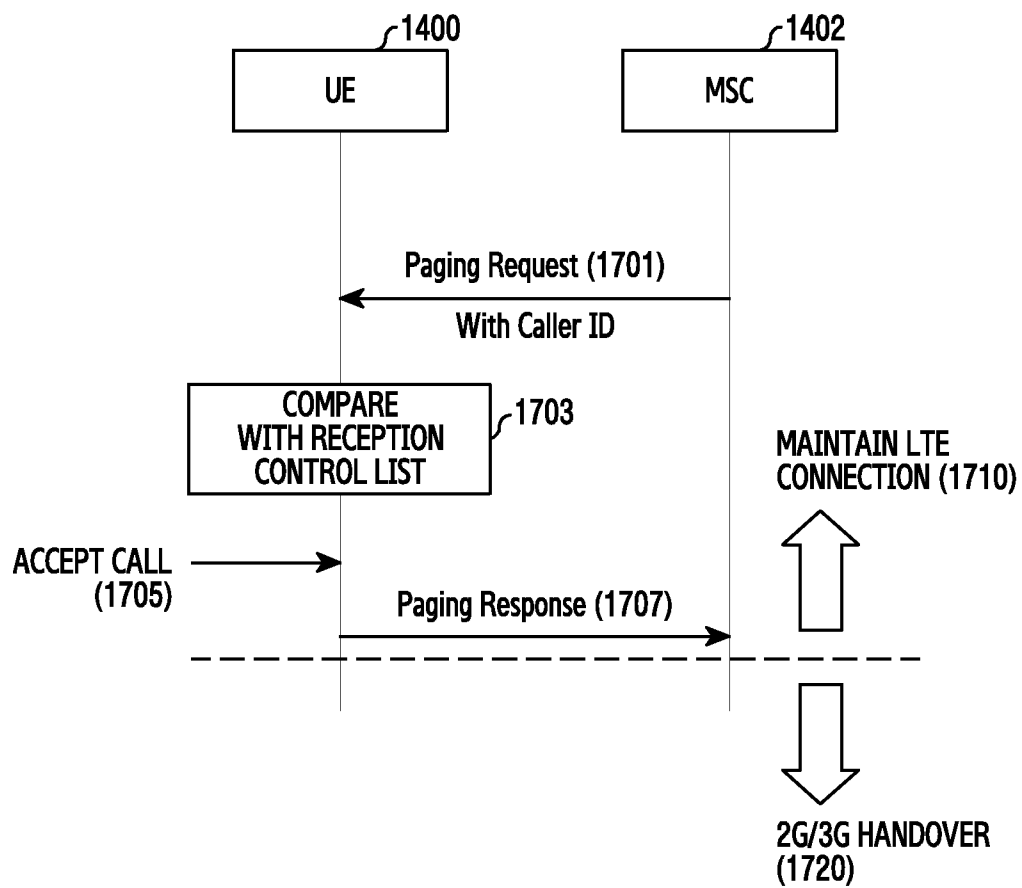 1400
1402
UE
MSC
Paging Request (1701)
With Caller ID
COMPARE
WITH RECEPTION
CONTROL LIST
1703
MAINTAIN LTE
CONNECTION (1710)
ACCEPT CALL
(1705)
Paging Response (1707)
2G/3G HANDOVER
(1720)